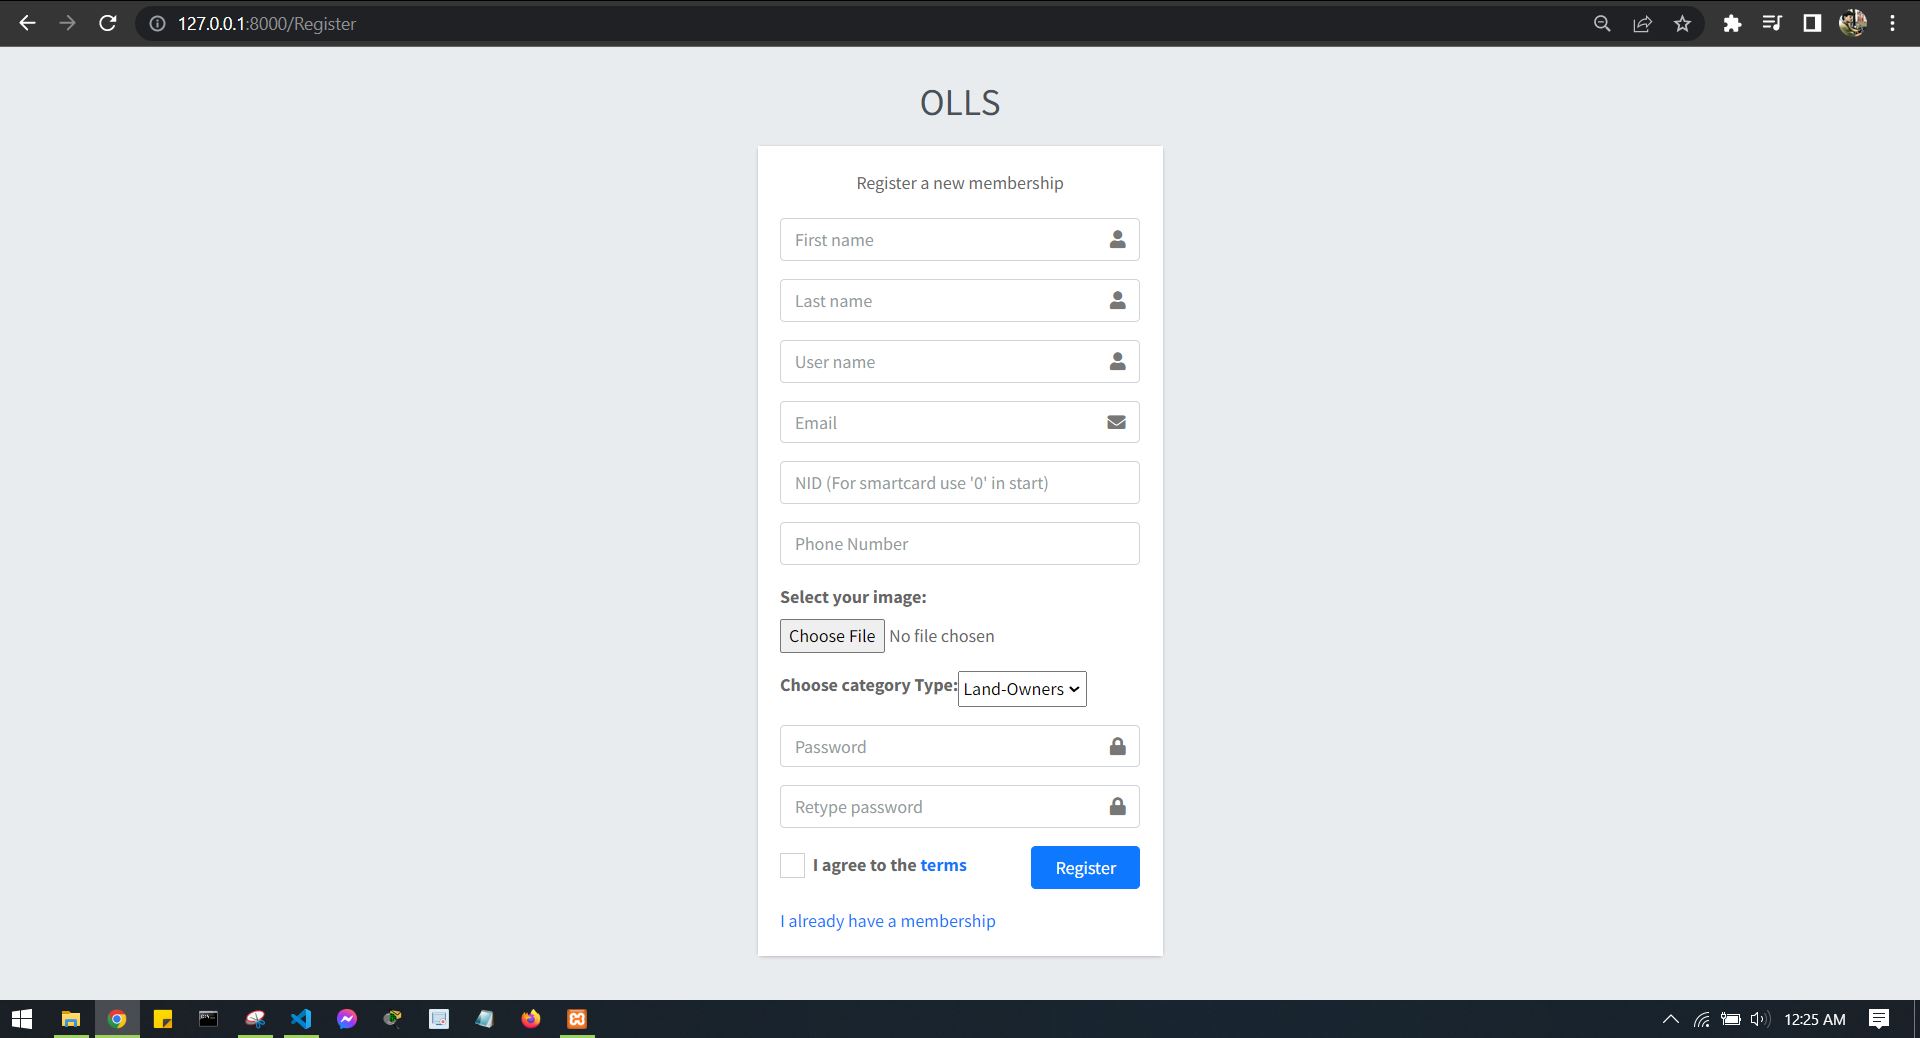 127.0.0.1:8000/Register
OLLS
Register a new membership
First name
Last name
User name
Email
NID (For smartcard use '0' in start)
Phone Number
Select your image:
Choose File No file chosen
Choose category Type: Land-Owners
Password
Retype password
I agree to the terms Register
I already have a membership
12:25 AM